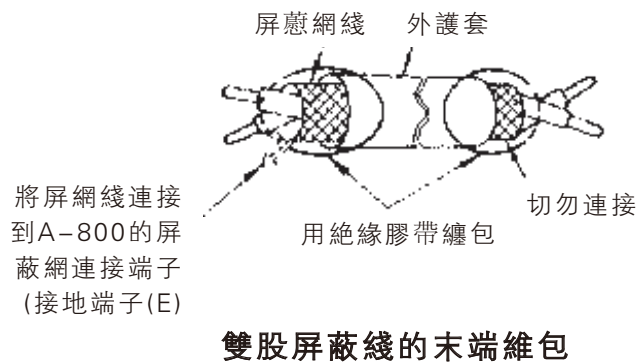 屏蔚網綫 外護套
將屏網綫連接
到A-800的屏
蔽網連接端子
(接地端子(E)
用絶緣膠帶纏包
切勿連接
雙股屏蔽綫的末端維包